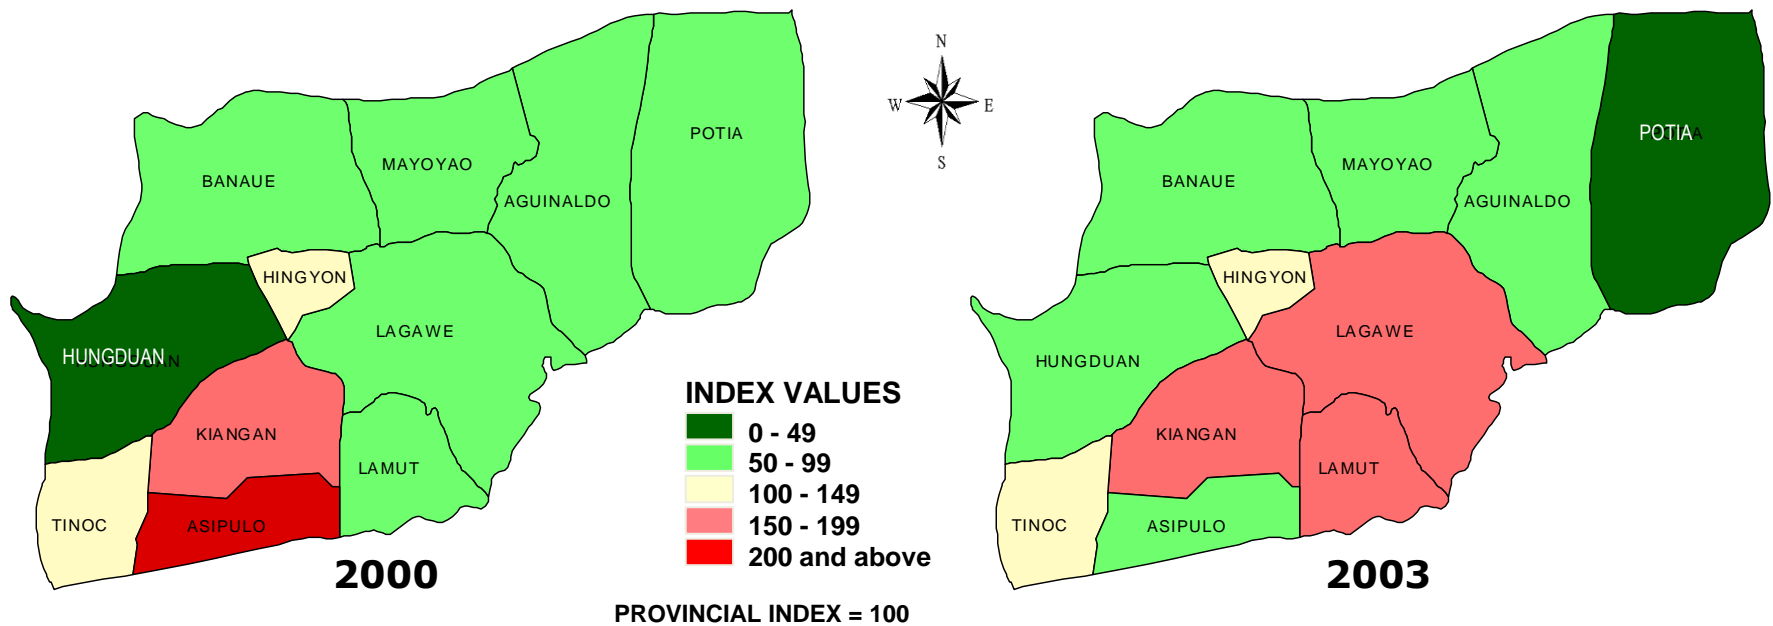 N
W E
S
BANAUE
MAYOYAO
AGUINALDO
POTIA
HINGYON
HUNGDUAN
HUNGDUAN
LAGAWE
KIANGAN
LAMUT
TINOC
ASIPULO
2000
INDEX VALUES
0 - 49
50 - 99
100 - 149
150 - 199
200 and above
PROVINCIAL INDEX = 100
BANAUE
MAYOYAO
AGUINALDO
POTIA
POTIA
HINGYON
HUNGDUAN
LAGAWE
KIANGAN
LAMUT
TINOC
ASIPULO
2003